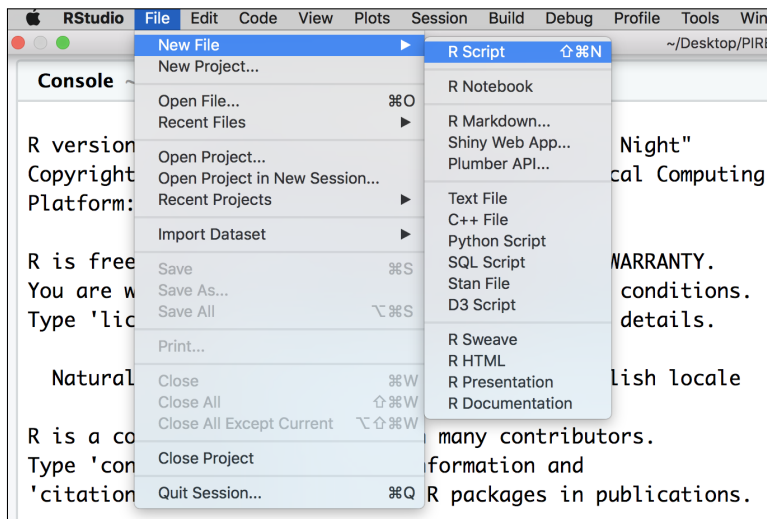 RStudio File Edit Code View Plots Session Build Debug Profile Tools Win
~/Desktop/PIR
Console ~
New File
New Project...
Open File... ⌘O
Recent Files
Open Project...
Open Project in New Session...
Recent Projects
Import Dataset
Save ⌘S
Save As...
Save All ⌥⌘S
Print...
Close ⌘W
Close All ⇧⌘W
Close All Except Current ⌥⇧⌘W
Close Project
Quit Session... ⌘Q
R Script ⇧⌘N
R Notebook
R Markdown...
Shiny Web App...
Plumber API...
Text File
C++ File
Python Script
SQL Script
Stan File
D3 Script
R Sweave
R HTML
R Presentation
R Documentation
R version Night"
Copyright cal Computing
Platform:
R is free WARRANTY.
You are w conditions.
Type 'lic details.
Natural lish locale
R is a co many contributors.
Type 'con formation and
'citation R packages in publications.